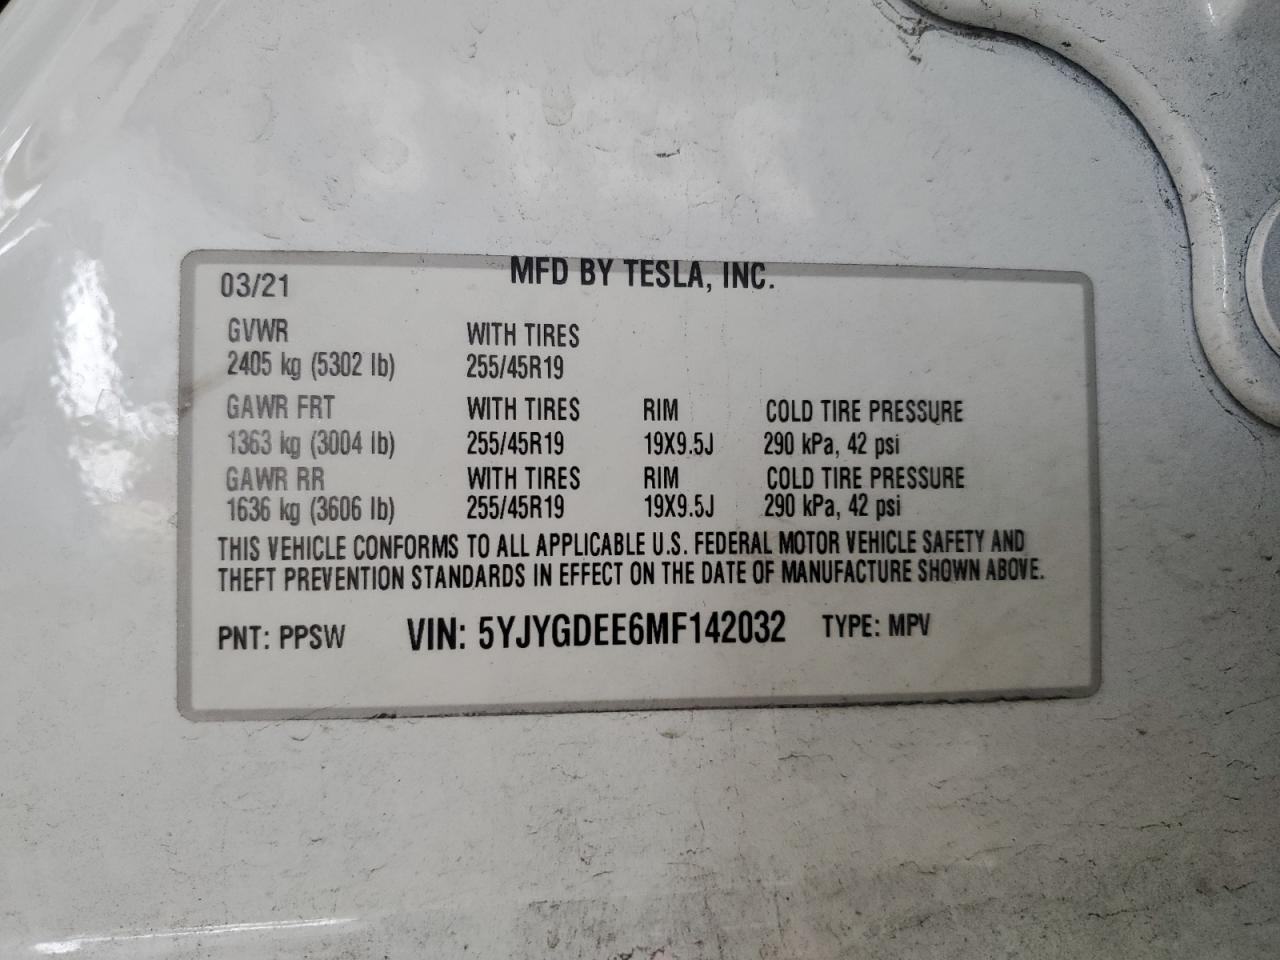 03/21 MFD BY TESLA, INC.
GVWR WITH TIRES
2405 kg (5302 lb) 255/45R19
GAWR FRT WITH TIRES RIM COLD TIRE PRESSURE
1363 kg (3004 lb) 255/45R19 19X9.5J 290 kPa, 42 psi
GAWR RR WITH TIRES RIM COLD TIRE PRESSURE
1636 kg (3606 lb) 255/45R19 19X9.5J 290 kPa, 42 psi
THIS VEHICLE CONFORMS TO ALL APPLICABLE U.S. FEDERAL MOTOR VEHICLE SAFETY AND
THEFT PREVENTION STANDARDS IN EFFECT ON THE DATE OF MANUFACTURE SHOWN ABOVE.
PNT: PPSW VIN: 5YJYGDEE6MF142032 TYPE: MPV